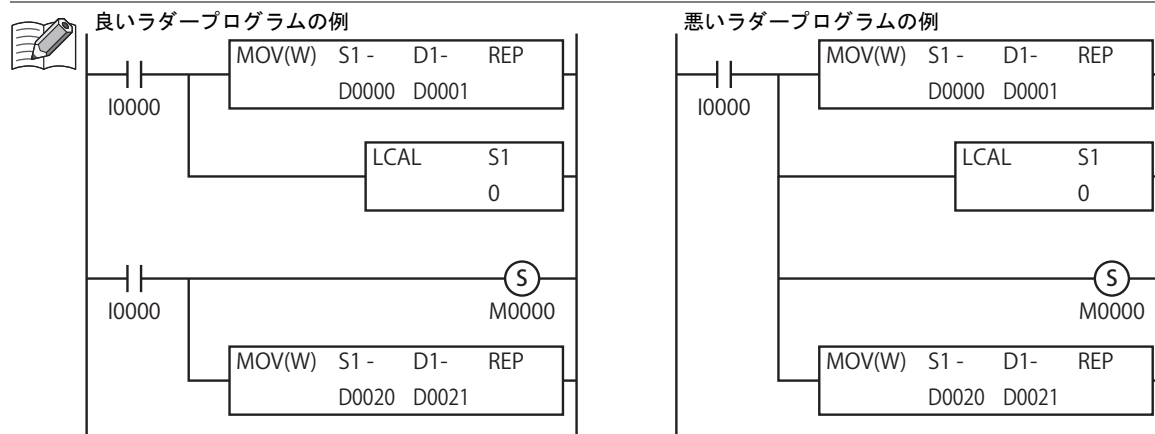 良いラダープログラムの例
MOV(W) S1 - D1- REP
D0000 D0001
I0000
LCAL S1
0
I0000
S
M0000
MOV(W) S1 - D1- REP
D0020 D0021
悪いラダープログラムの例
MOV(W) S1 - D1- REP
D0000 D0001
I0000
LCAL S1
0
S
M0000
MOV(W) S1 - D1- REP
D0020 D0021